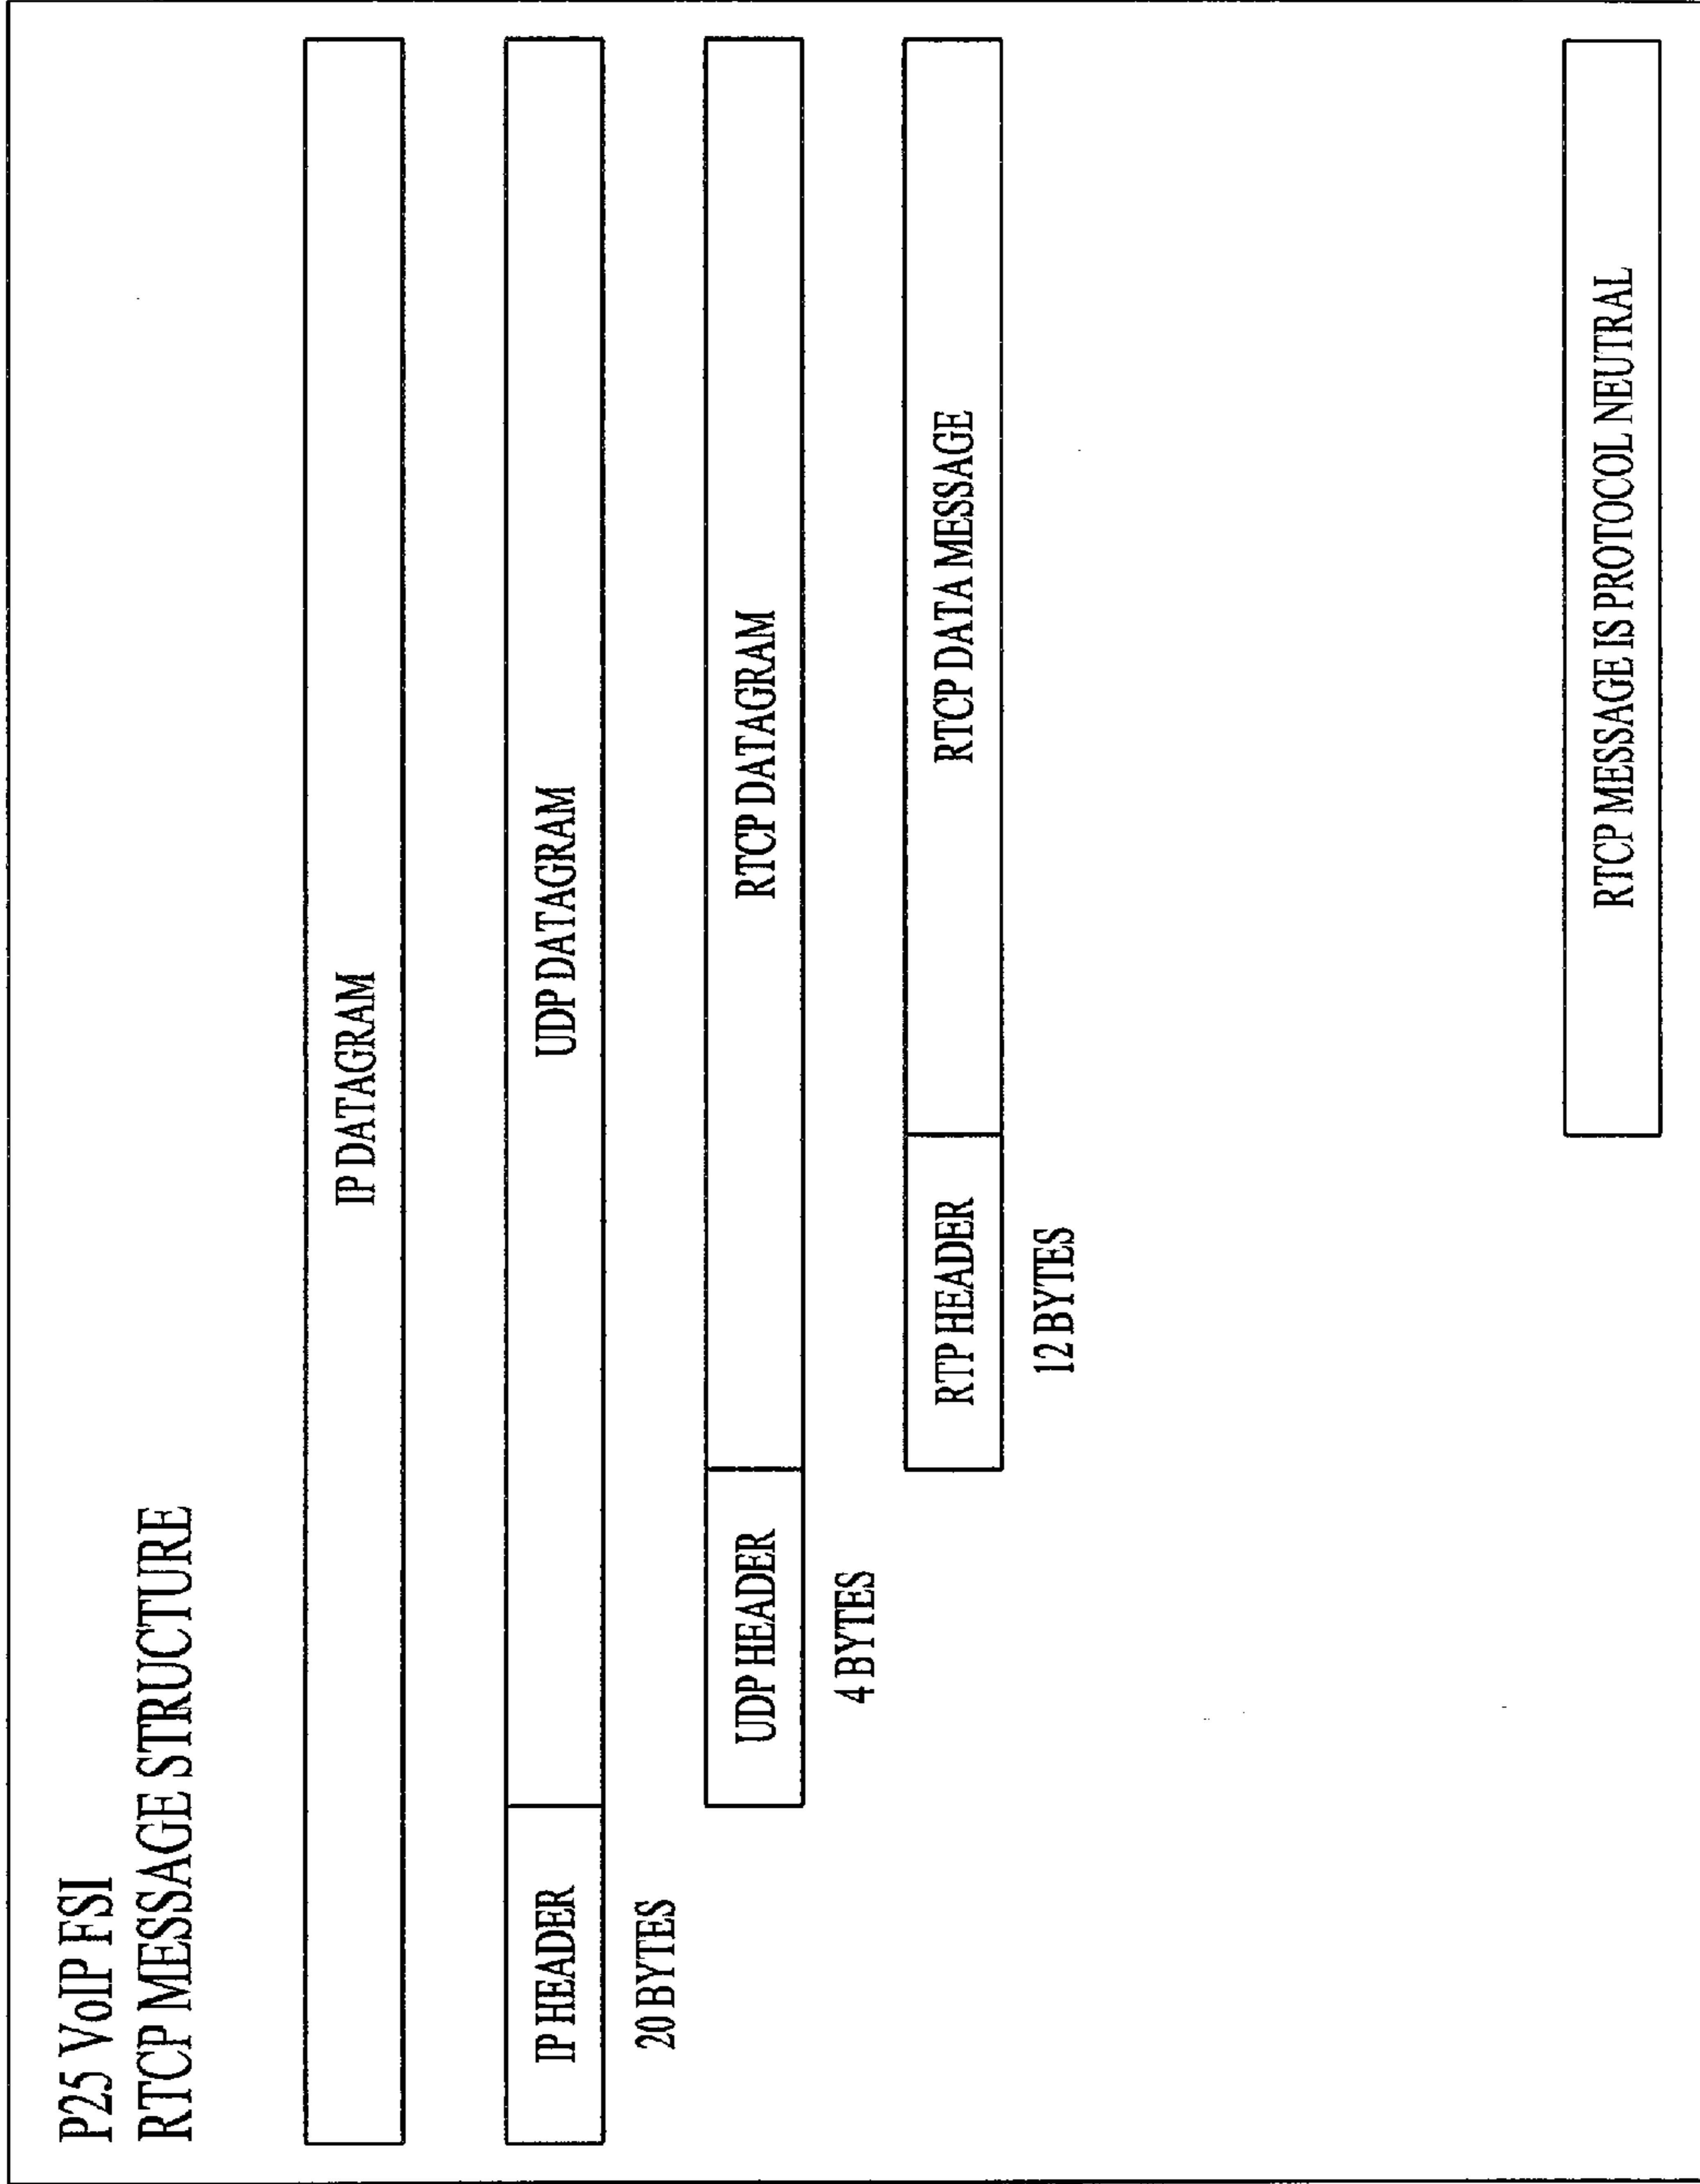 P25 VoIP FSI
RTCP MESSAGE STRUCTURE
IP DATAGRAM
IP HEADER
UDP DATAGRAM
20 BYTES
UDP HEADER
RTCP DATAGRAM
4 BYTES
RTP HEADER
RTCP DATA MESSAGE
12 BYTES
RTCP MESSAGE IS PROTOCOL NEUTRAL